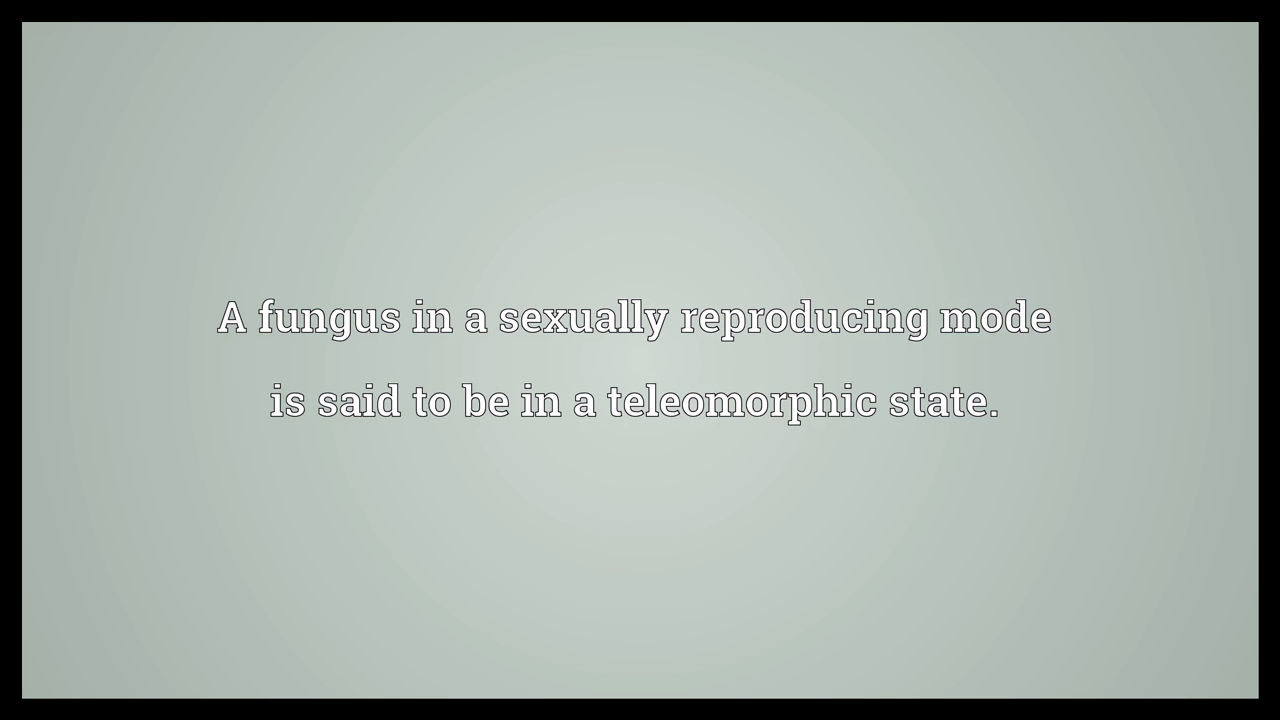 A fungus in a sexually reproducing mode
is said to be in a teleomorphic state.